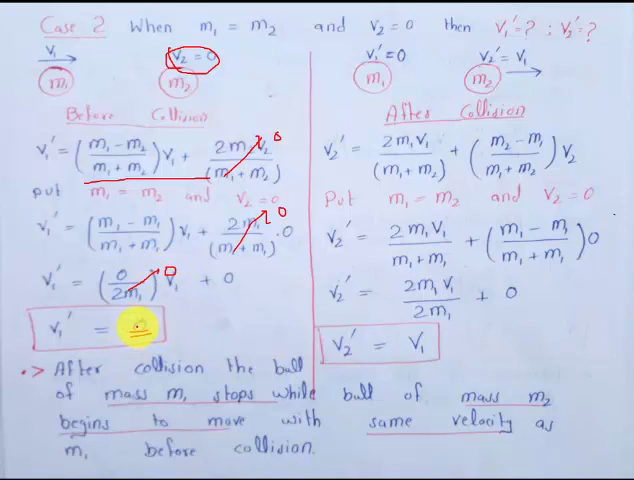 Case 2 When m₁ = m₂ and v₂ = 0 then v₁' = ? ; v₂' = ?
v₁
v₂ = 0
m₁
m₂
Before Collision
v₁' = ((m₁ - m₂)/(m₁ + m₂)) v₁ + 2m₂v₂/(m₁ + m₂) 0
put m₁ = m₂ and v₂ = 0
v₁' = ((m₁ - m₁)/(m₁ + m₁)) v₁ + 2m₁/(m₁ + m₁) . 0 0
v₁' = (0/2m₁) v₁ + 0 0
v₁' =
v₁' = 0
v₂' = v₁
m₁
m₂
After Collision
v₂' = 2m₁v₁/(m₁ + m₂) + ((m₂ - m₁)/(m₁ + m₂)) v₂
Put m₁ = m₂ and v₂ = 0
v₂' = 2m₁v₁/(m₁ + m₁) + ((m₁ - m₁)/(m₁ + m₁)) 0
v₂' = 2m₁v₁/2m₁ + 0
v₂' = v₁
.> After collision the ball
of mass m₁ stops while ball of mass m₂
begins to move with same velocity as
m₁ before collision.